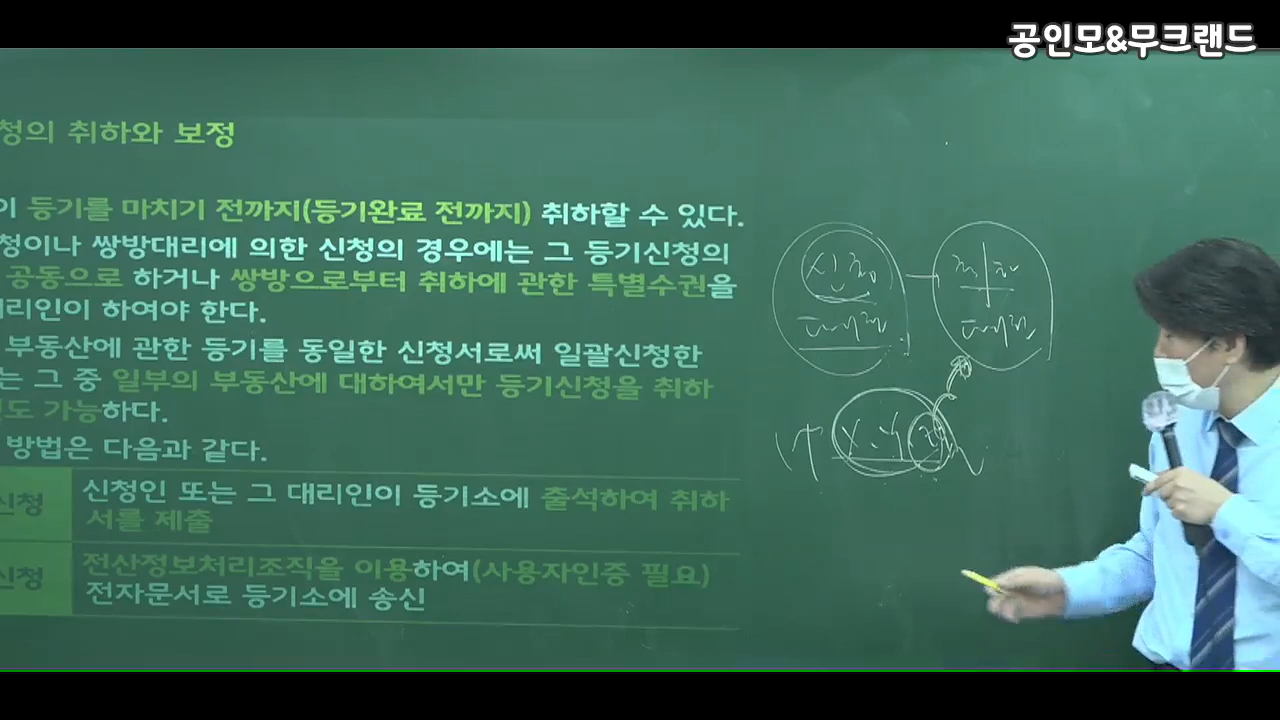 공인모&무크랜드
청의 취하와 보정
이 등기를 마치기 전까지(등기완료 전까지) 취하할 수 있다.
청이나 쌍방대리에 의한 신청의 경우에는 그 등기신청의
공동으로 하거나 쌍방으로부터 취하에 관한 특별수권을
리인이 하여야 한다.
부동산에 관한 등기를 동일한 신청서로써 일괄신청한
는 그 중 일부의 부동산에 대하여서만 등기신청을 취하
도 가능하다.
방법은 다음과 같다.
신청 신청인 또는 그 대리인이 등기소에 출석하여 취하
서를 제출
신청 전산정보처리조직을 이용하여(사용자인증 필요)
전자문서로 등기소에 송신